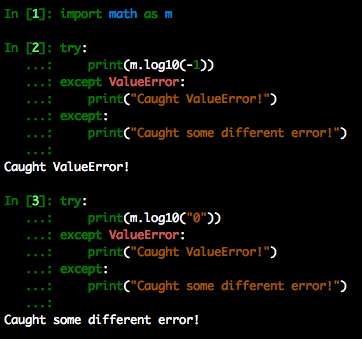 In [1]: import math as m
In [2]: try:
   ...:     print(m.log10(-1))
   ...: except ValueError:
   ...:     print("Caught ValueError!")
   ...: except:
   ...:     print("Caught some different error!")
   ...:
Caught ValueError!
In [3]: try:
   ...:     print(m.log10("0"))
   ...: except ValueError:
   ...:     print("Caught ValueError!")
   ...: except:
   ...:     print("Caught some different error!")
   ...:
Caught some different error!